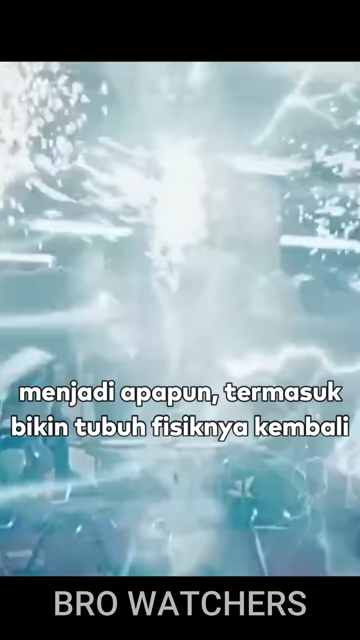 menjadi apapun, termasuk
bikin tubuh fisiknya kembali
BRO WATCHERS